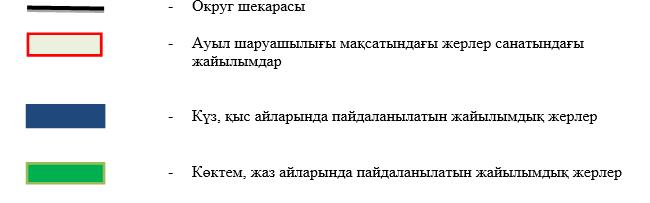 - Округ шекарасы
- Ауыл шаруашылығы мақсатындағы жерлер санатындағы
жайылымдар
- Күз, қыс айларында пайдаланылатын жайылымдық жерлер
- Көктем, жаз айларында пайдаланылатын жайылымдық жерлер